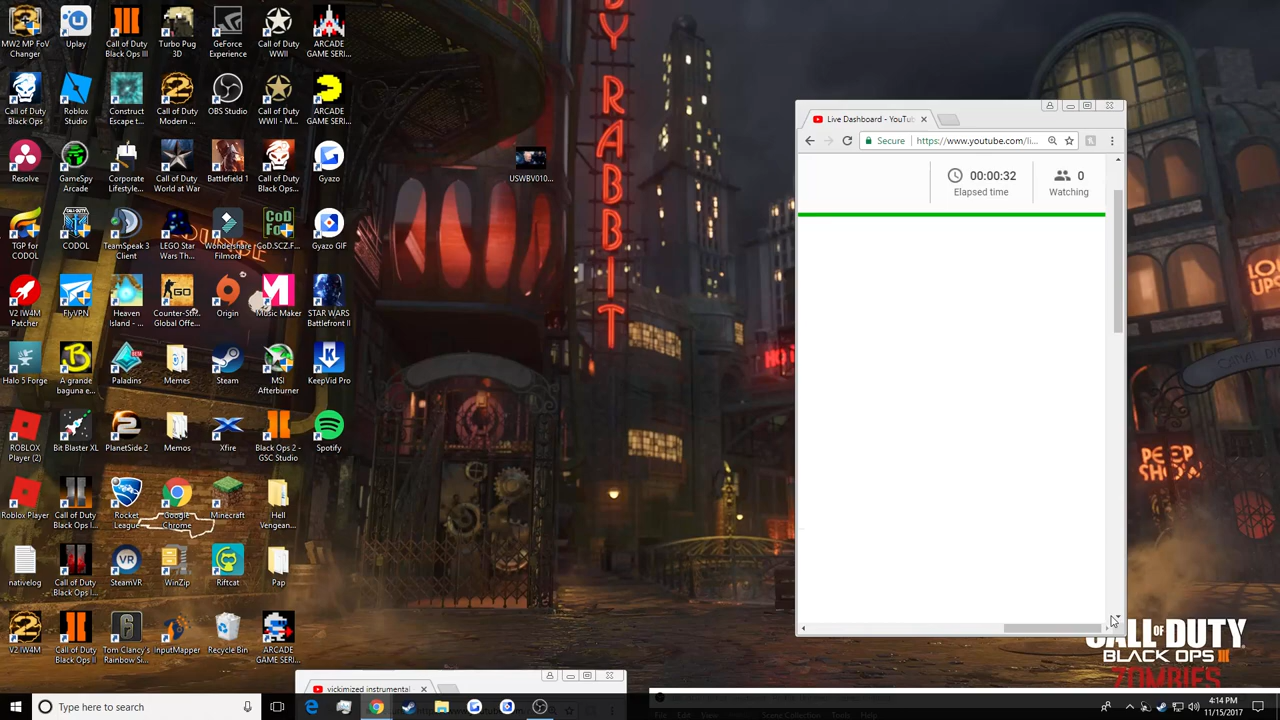 MW2 MP FoV Changer
Uplay
Call of Duty Black Ops III
Turbo Pug 3D
GeForce Experience
Call of Duty WWII
ARCADE GAME SERI...
Call of Duty Black Ops
Roblox Studio
Construct Escape t...
Call of Duty Modern ...
OBS Studio
Call of Duty WWII - M...
ARCADE GAME SERI...
Resolve
GameSpy Arcade
Corporate Lifestyle...
Call of Duty World at War
Battlefield 1
Call of Duty Black Ops...
Gyazo
USWBV010...
TGP for CODOL
CODOL
TeamSpeak 3 Client
LEGO Star Wars Th...
Wondershare Filmora
CoD.SCZ.F...
Gyazo GIF
V2 IW4M Patcher
FlyVPN
Heaven Island - ...
Counter-Str... Global Offe...
Origin
Music Maker
STAR WARS Battlefront II
Halo 5 Forge
A grande baguna e...
Paladins
Memes
Steam
MSI Afterburner
KeepVid Pro
ROBLOX Player (2)
Bit Blaster XL
PlanetSide 2
Memos
Xfire
Black Ops 2 - GSC Studio
Spotify
Roblox Player
Call of Duty Black Ops I...
Rocket League
Google Chrome
Minecraft
Hell Vengean...
nativelog
Call of Duty Black Ops I...
SteamVR
WinZip
Riftcat
Pap
V2 IW4M
Call of Duty Black Ops II
Tom Clancy's Rainbow Si...
InputMapper
Recycle Bin
ARCADE GAME SERI...
Y RABBIT
Live Dashboard - YouTu
Secure
https://www.youtube.com/li...
00:00:32
Elapsed time
0
Watching
PEEP SHOW
CALL OF DUTY
BLACK OPS III
ZOMBIES
vickimized instrumental
Type here to search
File Edit View
Scene Collection Tools Help
4:14 PM
11/15/2017